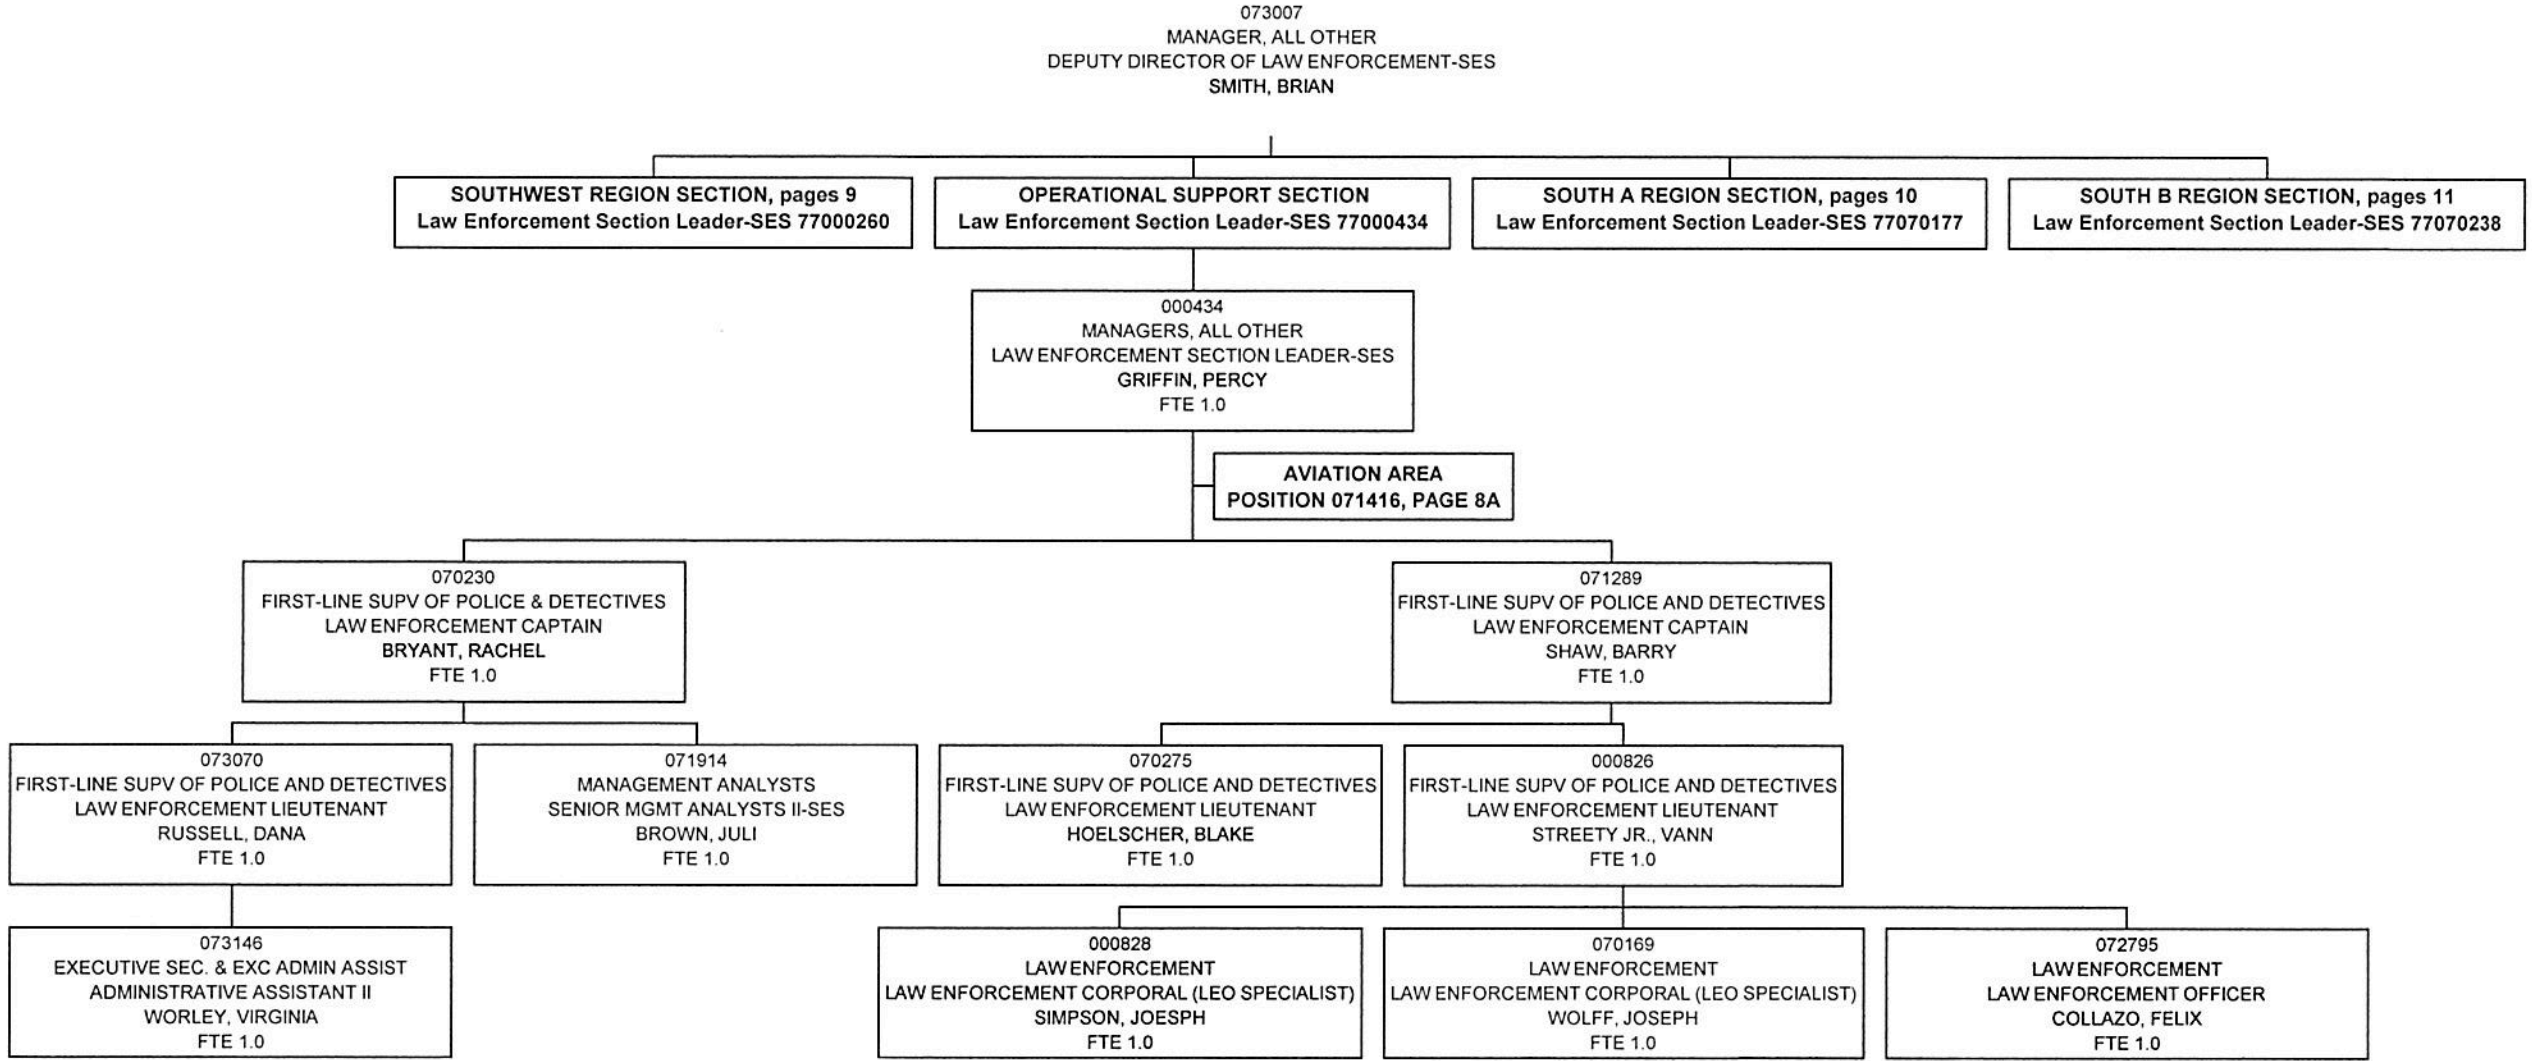 073007
MANAGER, ALL OTHER
DEPUTY DIRECTOR OF LAW ENFORCEMENT-SES
SMITH, BRIAN
SOUTHWEST REGION SECTION, pages 9
Law Enforcement Section Leader-SES 77000260
OPERATIONAL SUPPORT SECTION
Law Enforcement Section Leader-SES 77000434
SOUTH A REGION SECTION, pages 10
Law Enforcement Section Leader-SES 77070177
SOUTH B REGION SECTION, pages 11
Law Enforcement Section Leader-SES 77070238
000434
MANAGERS, ALL OTHER
LAW ENFORCEMENT SECTION LEADER-SES
GRIFFIN, PERCY
FTE 1.0
AVIATION AREA
POSITION 071416, PAGE 8A
070230
FIRST-LINE SUPV OF POLICE & DETECTIVES
LAW ENFORCEMENT CAPTAIN
BRYANT, RACHEL
FTE 1.0
071289
FIRST-LINE SUPV OF POLICE AND DETECTIVES
LAW ENFORCEMENT CAPTAIN
SHAW, BARRY
FTE 1.0
073070
FIRST-LINE SUPV OF POLICE AND DETECTIVES
LAW ENFORCEMENT LIEUTENANT
RUSSELL, DANA
FTE 1.0
071914
MANAGEMENT ANALYSTS
SENIOR MGMT ANALYSTS II-SES
BROWN, JULI
FTE 1.0
070275
FIRST-LINE SUPV OF POLICE AND DETECTIVES
LAW ENFORCEMENT LIEUTENANT
HOELSCHER, BLAKE
FTE 1.0
000826
FIRST-LINE SUPV OF POLICE AND DETECTIVES
LAW ENFORCEMENT LIEUTENANT
STREETY JR., VANN
FTE 1.0
073146
EXECUTIVE SEC. & EXC ADMIN ASSIST
ADMINISTRATIVE ASSISTANT II
WORLEY, VIRGINIA
FTE 1.0
000828
LAW ENFORCEMENT
LAW ENFORCEMENT CORPORAL (LEO SPECIALIST)
SIMPSON, JOESPH
FTE 1.0
070169
LAW ENFORCEMENT
LAW ENFORCEMENT CORPORAL (LEO SPECIALIST)
WOLFF, JOSEPH
FTE 1.0
072795
LAW ENFORCEMENT
LAW ENFORCEMENT OFFICER
COLLAZO, FELIX
FTE 1.0